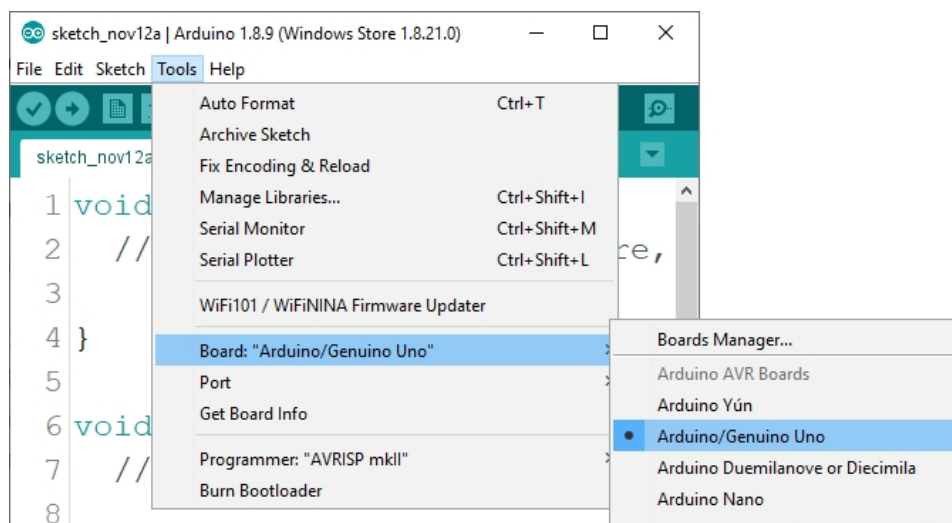 sketch_nov12a | Arduino 1.8.9 (Windows Store 1.8.21.0)
File Edit Sketch Tools Help
sketch_nov12a
Auto Format Ctrl+T
Archive Sketch
Fix Encoding & Reload
Manage Libraries... Ctrl+Shift+I
Serial Monitor Ctrl+Shift+M
Serial Plotter Ctrl+Shift+L
WiFi101 / WiFiNINA Firmware Updater
Board: "Arduino/Genuino Uno"
Port
Get Board Info
Programmer: "AVRISP mkII"
Burn Bootloader
Boards Manager...
Arduino AVR Boards
Arduino Yún
Arduino/Genuino Uno
Arduino Duemilanove or Diecimila
Arduino Nano
1 void
2 // re,
3
4 }
5
6 void
7 //
8